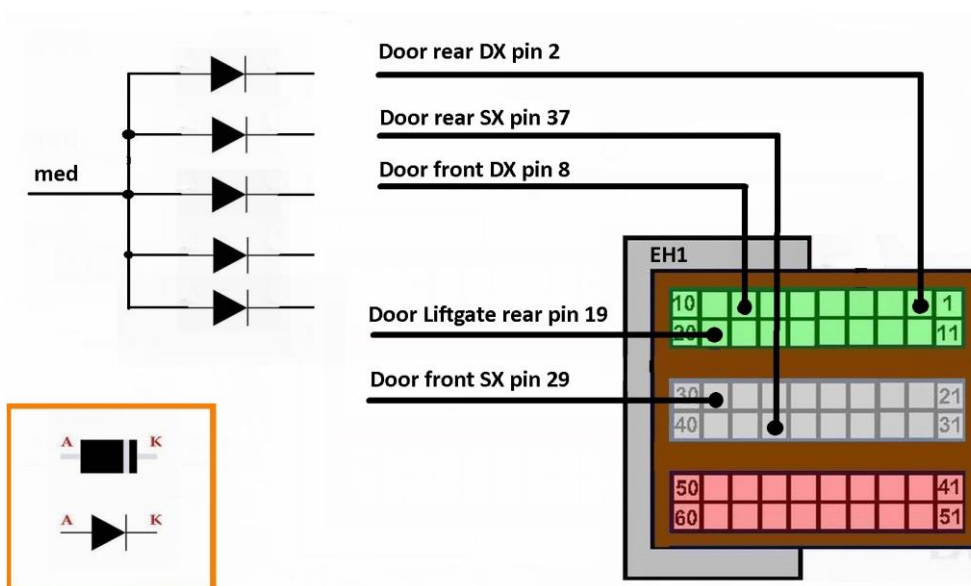 Door rear DX pin 2
Door rear SX pin 37
med
Door front DX pin 8
EH1
10 1
Door Liftgate rear pin 19
20 11
Door front SX pin 29
30 21
40 31
A K
50 41
60 51
A K